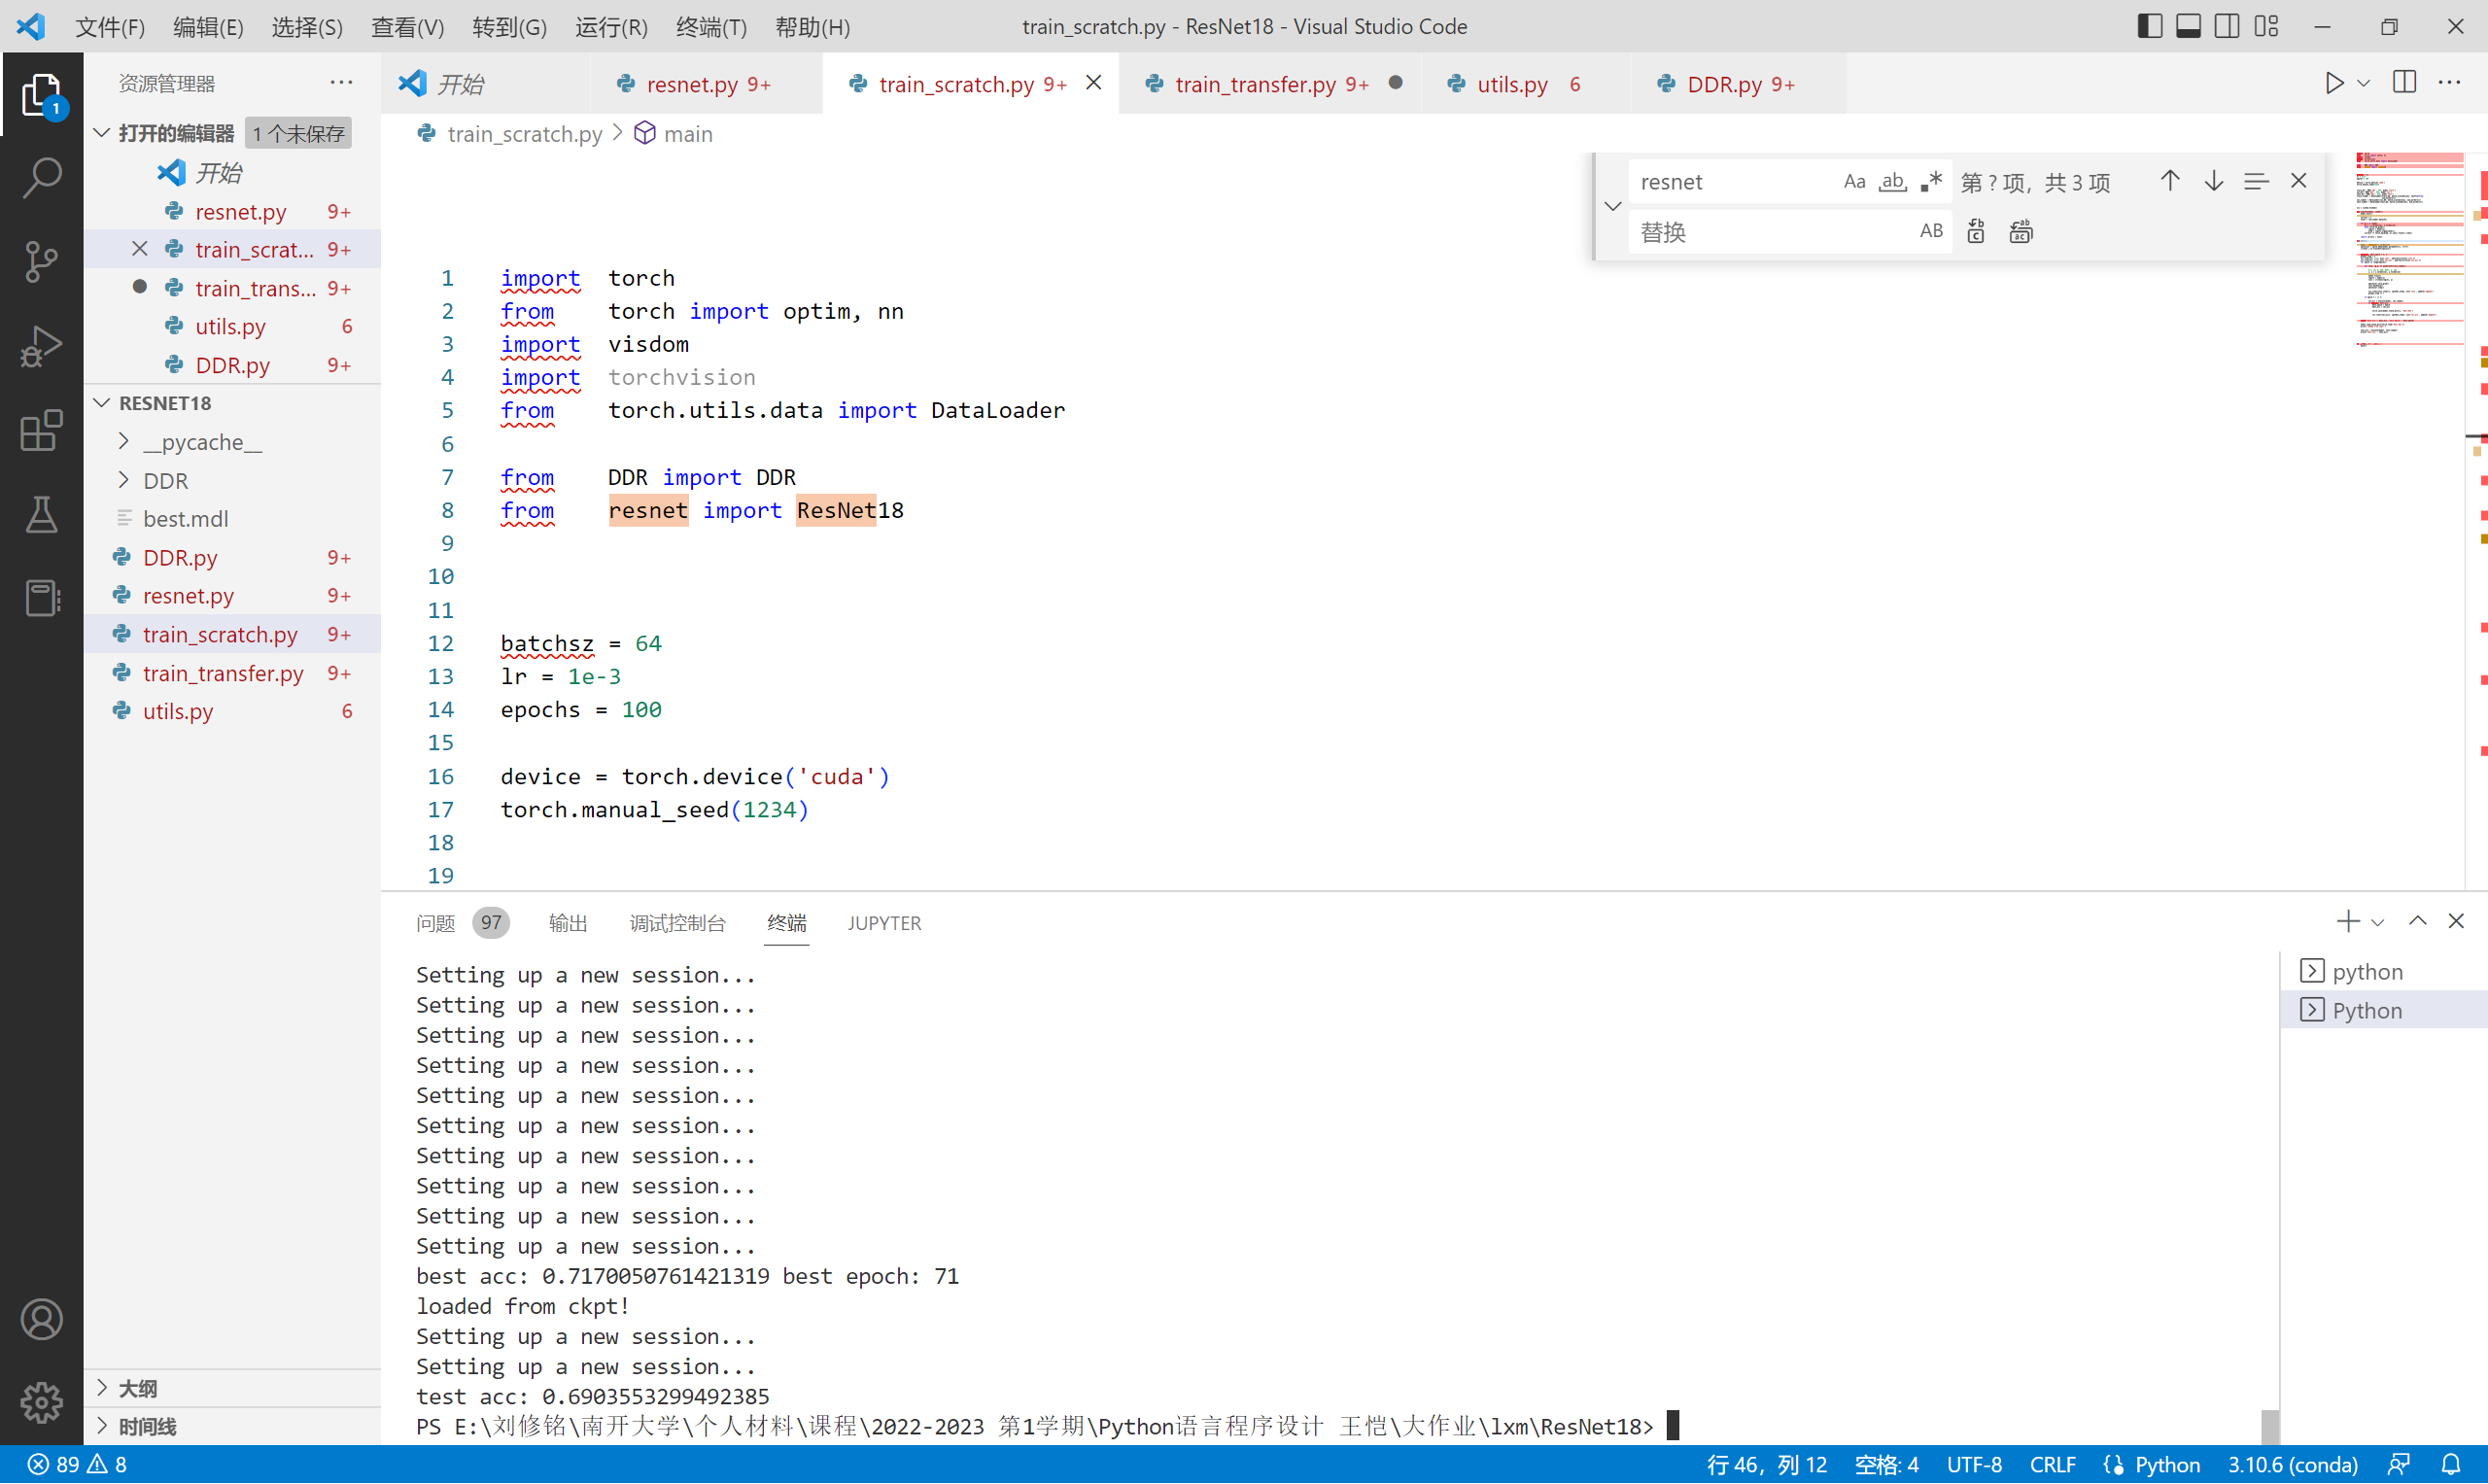 文件(F) 编辑(E) 选择(S) 查看(V) 转到(G) 运行(R) 终端(T) 帮助(H) train_scratch.py - ResNet18 - Visual Studio Code
资源管理器
开始 resnet.py 9+ train_scratch.py 9+ train_transfer.py 9+ utils.py 6 DDR.py 9+
1
打开的编辑器 1 个未保存
开始
resnet.py 9+
train_scrat... 9+
train_trans... 9+
utils.py 6
DDR.py 9+
RESNET18
__pycache__
DDR
best.mdl
DDR.py 9+
resnet.py 9+
train_scratch.py 9+
train_transfer.py 9+
utils.py 6
大纲
时间线
train_scratch.py > main
resnet Aa ab .* 第 ? 项，共 3 项
替换 AB
1 import torch
2 from torch import optim, nn
3 import visdom
4 import torchvision
5 from torch.utils.data import DataLoader
6
7 from DDR import DDR
8 from resnet import ResNet18
9
10
11
12 batchsz = 64
13 lr = 1e-3
14 epochs = 100
15
16 device = torch.device('cuda')
17 torch.manual_seed(1234)
18
19
问题 97 输出 调试控制台 终端 JUPYTER
Setting up a new session...
Setting up a new session...
Setting up a new session...
Setting up a new session...
Setting up a new session...
Setting up a new session...
Setting up a new session...
Setting up a new session...
Setting up a new session...
Setting up a new session...
best acc: 0.7170050761421319 best epoch: 71
loaded from ckpt!
Setting up a new session...
Setting up a new session...
test acc: 0.6903553299492385
PS E:\刘修铭\南开大学\个人材料\课程\2022-2023 第1学期\Python语言程序设计 王恺\大作业\lxm\ResNet18>
python
Python
89 8 行 46，列 12 空格: 4 UTF-8 CRLF Python 3.10.6 (conda)